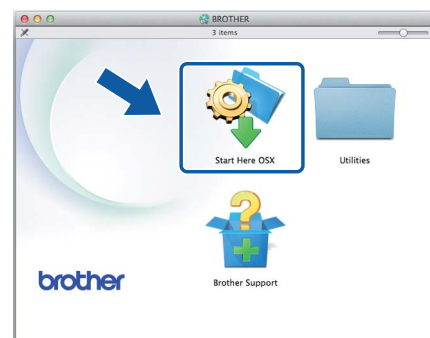 BROTHER
3 items
Start Here OSX
Utilities
Brother Support
brother